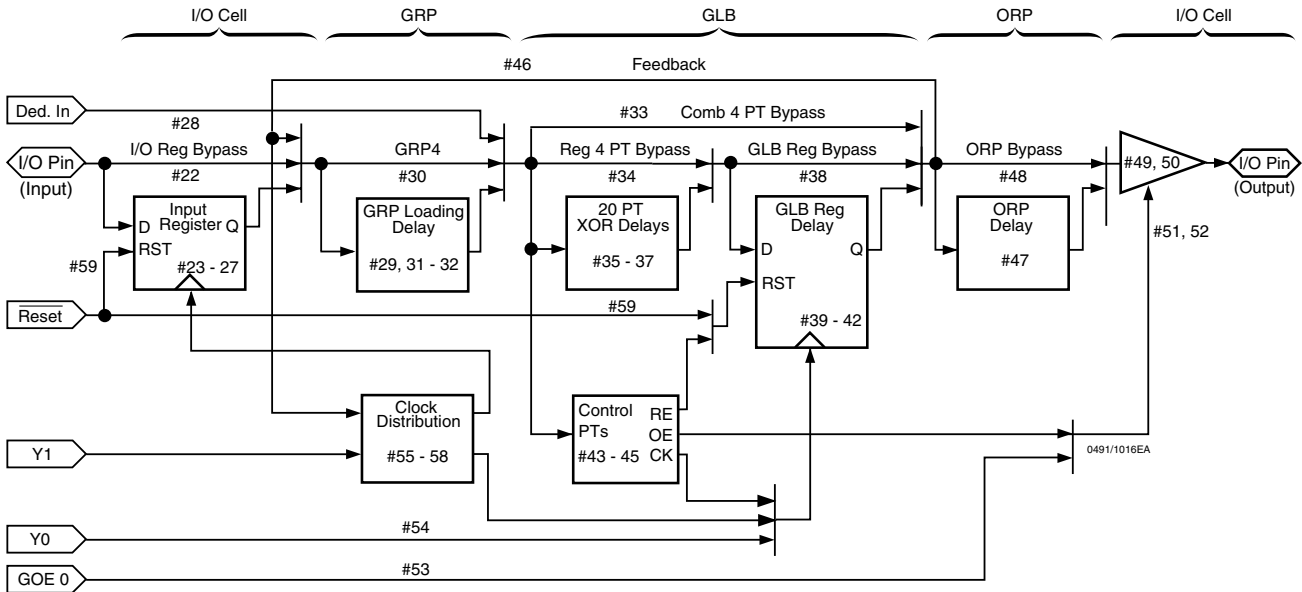 I/O Cell GRP GLB ORP I/O Cell
#46 Feedback
Ded. In
#28
#33 Comb 4 PT Bypass
I/O Pin
(Input)
I/O Reg Bypass
#22
GRP4
#30
Reg 4 PT Bypass
#34
GLB Reg Bypass
#38
ORP Bypass
#48
#49, 50
I/O Pin
(Output)
Input
Register
D Q
RST
#23 - 27
GRP Loading
Delay
#29, 31 - 32
20 PT
XOR Delays
#35 - 37
GLB Reg
Delay
D Q
RST
#39 - 42
ORP
Delay
#47
#51, 52
#59
Reset
#59
Clock
Distribution
#55 - 58
Control
PTs
#43 - 45
RE
OE
CK
0491/1016EA
Y1
Y0
#54
GOE 0
#53